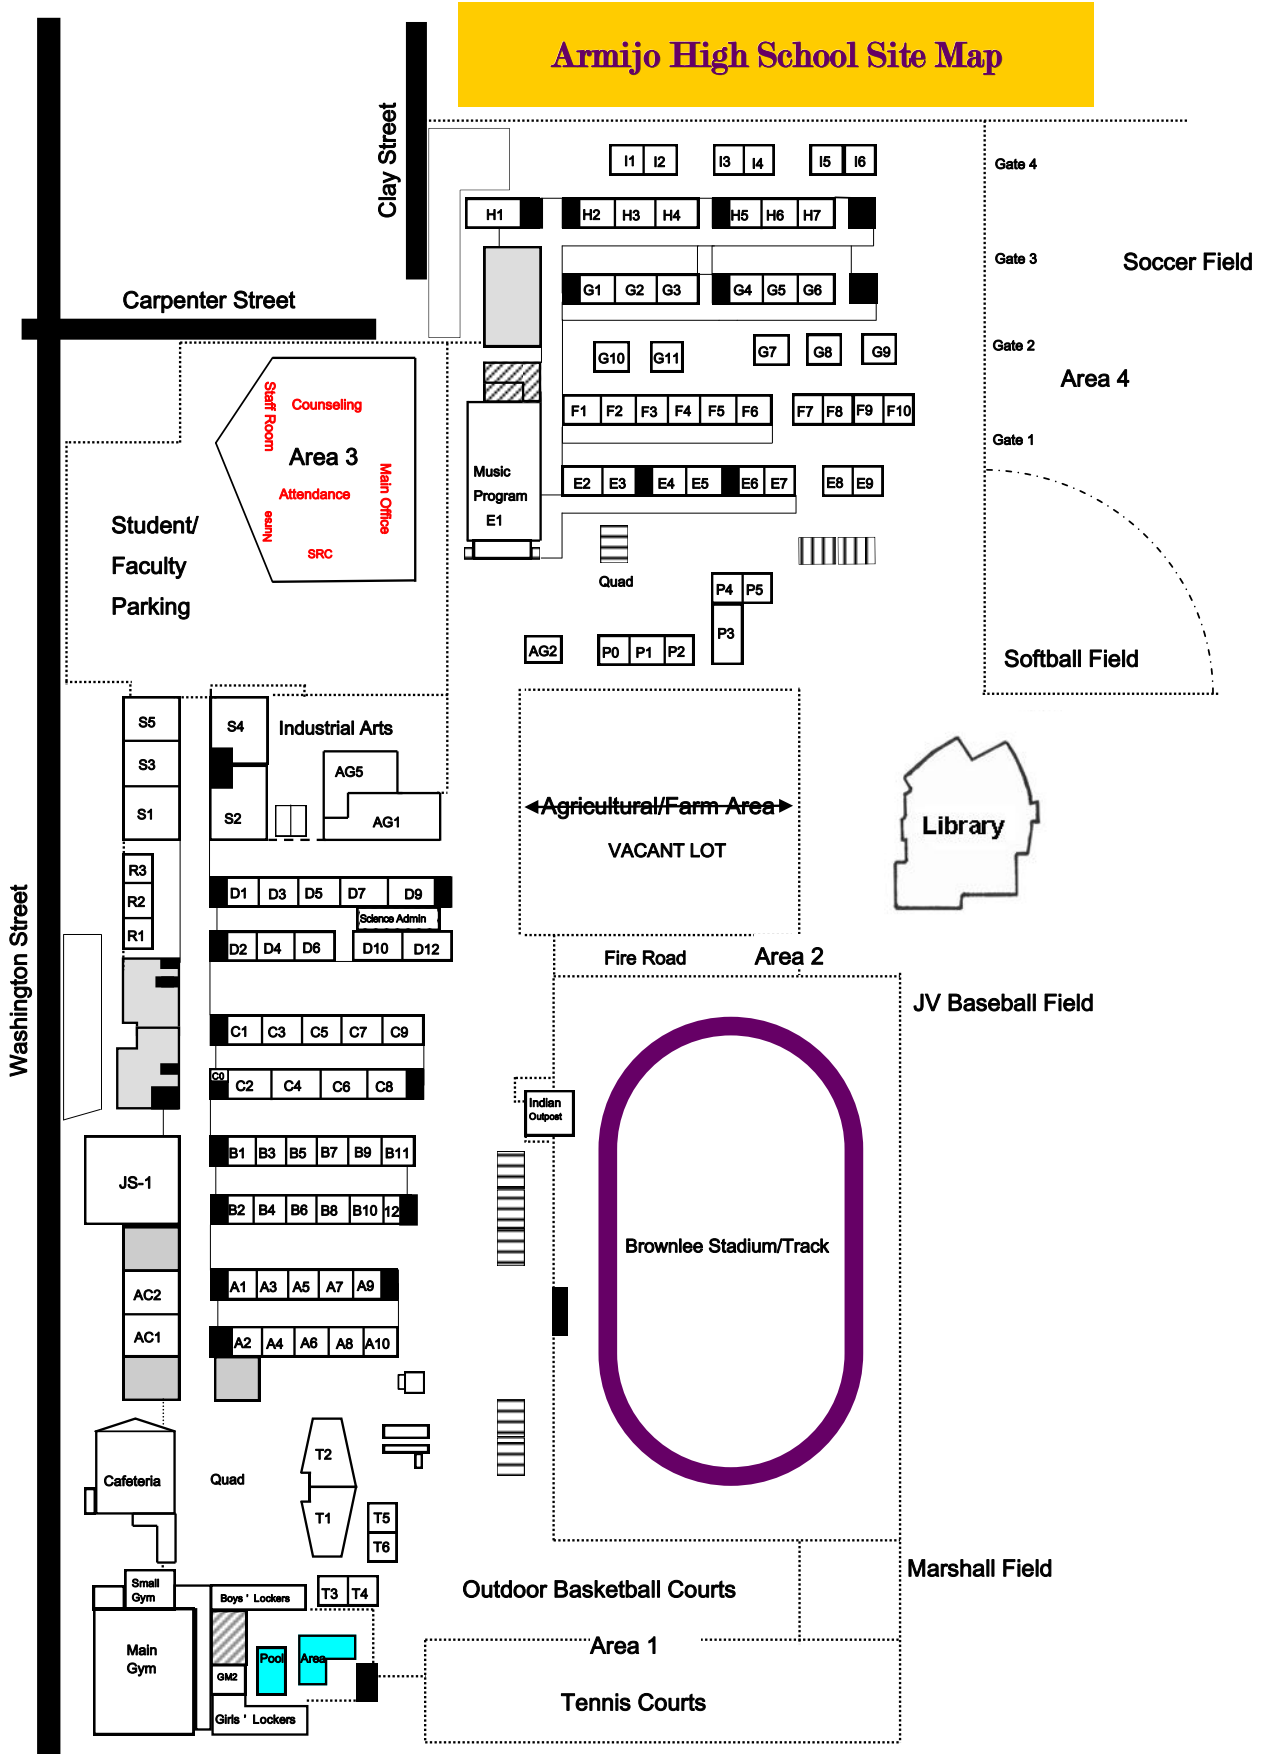 Armijo High School Site Map
Clay Street
Carpenter Street
Washington Street
I1 I2 I3 I4 I5 I6
H1 H2 H3 H4 H5 H6 H7
G1 G2 G3 G4 G5 G6
G10 G11 G7 G8 G9
F1 F2 F3 F4 F5 F6 F7 F8 F9 F10
E2 E3 E4 E5 E6 E7 E8 E9
Gate 4
Gate 3
Gate 2
Gate 1
Soccer Field
Area 4
Softball Field
Staff Room
Counseling
Area 3
Main Office
Attendance
Nurse
SRC
Music
Program
E1
Student/
Faculty
Parking
Quad
P4 P5
P3
AG2 P0 P1 P2
S5
S3
S1
S4
S2
Industrial Arts
AG5
AG1
Agricultural/Farm Area
VACANT LOT
Library
R3
R2
R1
D1 D3 D5 D7 D9
Science Admin
D2 D4 D6 D10 D12
Fire Road
Area 2
JV Baseball Field
C1 C3 C5 C7 C9
C0 C2 C4 C6 C8
Indian
Outpost
B1 B3 B5 B7 B9 B11
B2 B4 B6 B8 B10 12
JS-1
Brownlee Stadium/Track
A1 A3 A5 A7 A9
A2 A4 A6 A8 A10
AC2
AC1
Cafeteria
Quad
T2
T1
T5
T6
T3 T4
Small
Gym
Boys ' Lockers
Main
Gym
Pool
Area
GM2
Girls ' Lockers
Outdoor Basketball Courts
Marshall Field
Area 1
Tennis Courts